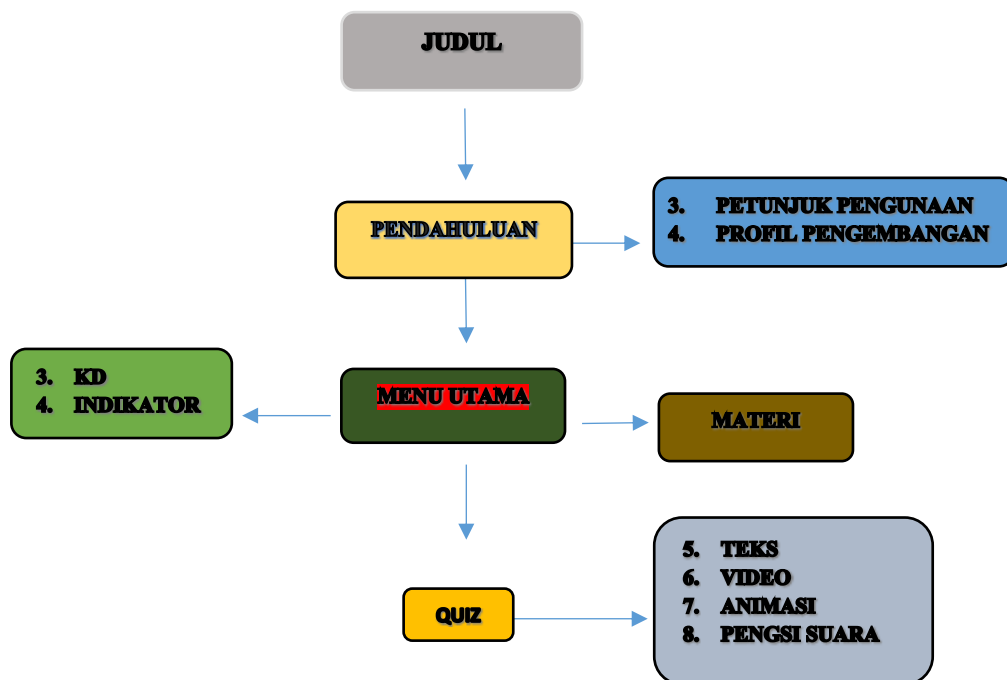 JUDUL
PENDAHULUAN
3. PETUNJUK PENGUNAAN
4. PROFIL PENGEMBANGAN
3. KD
4. INDIKATOR
MENU UTAMA
MATERI
QUIZ
5. TEKS
6. VIDEO
7. ANIMASI
8. PENGSI SUARA